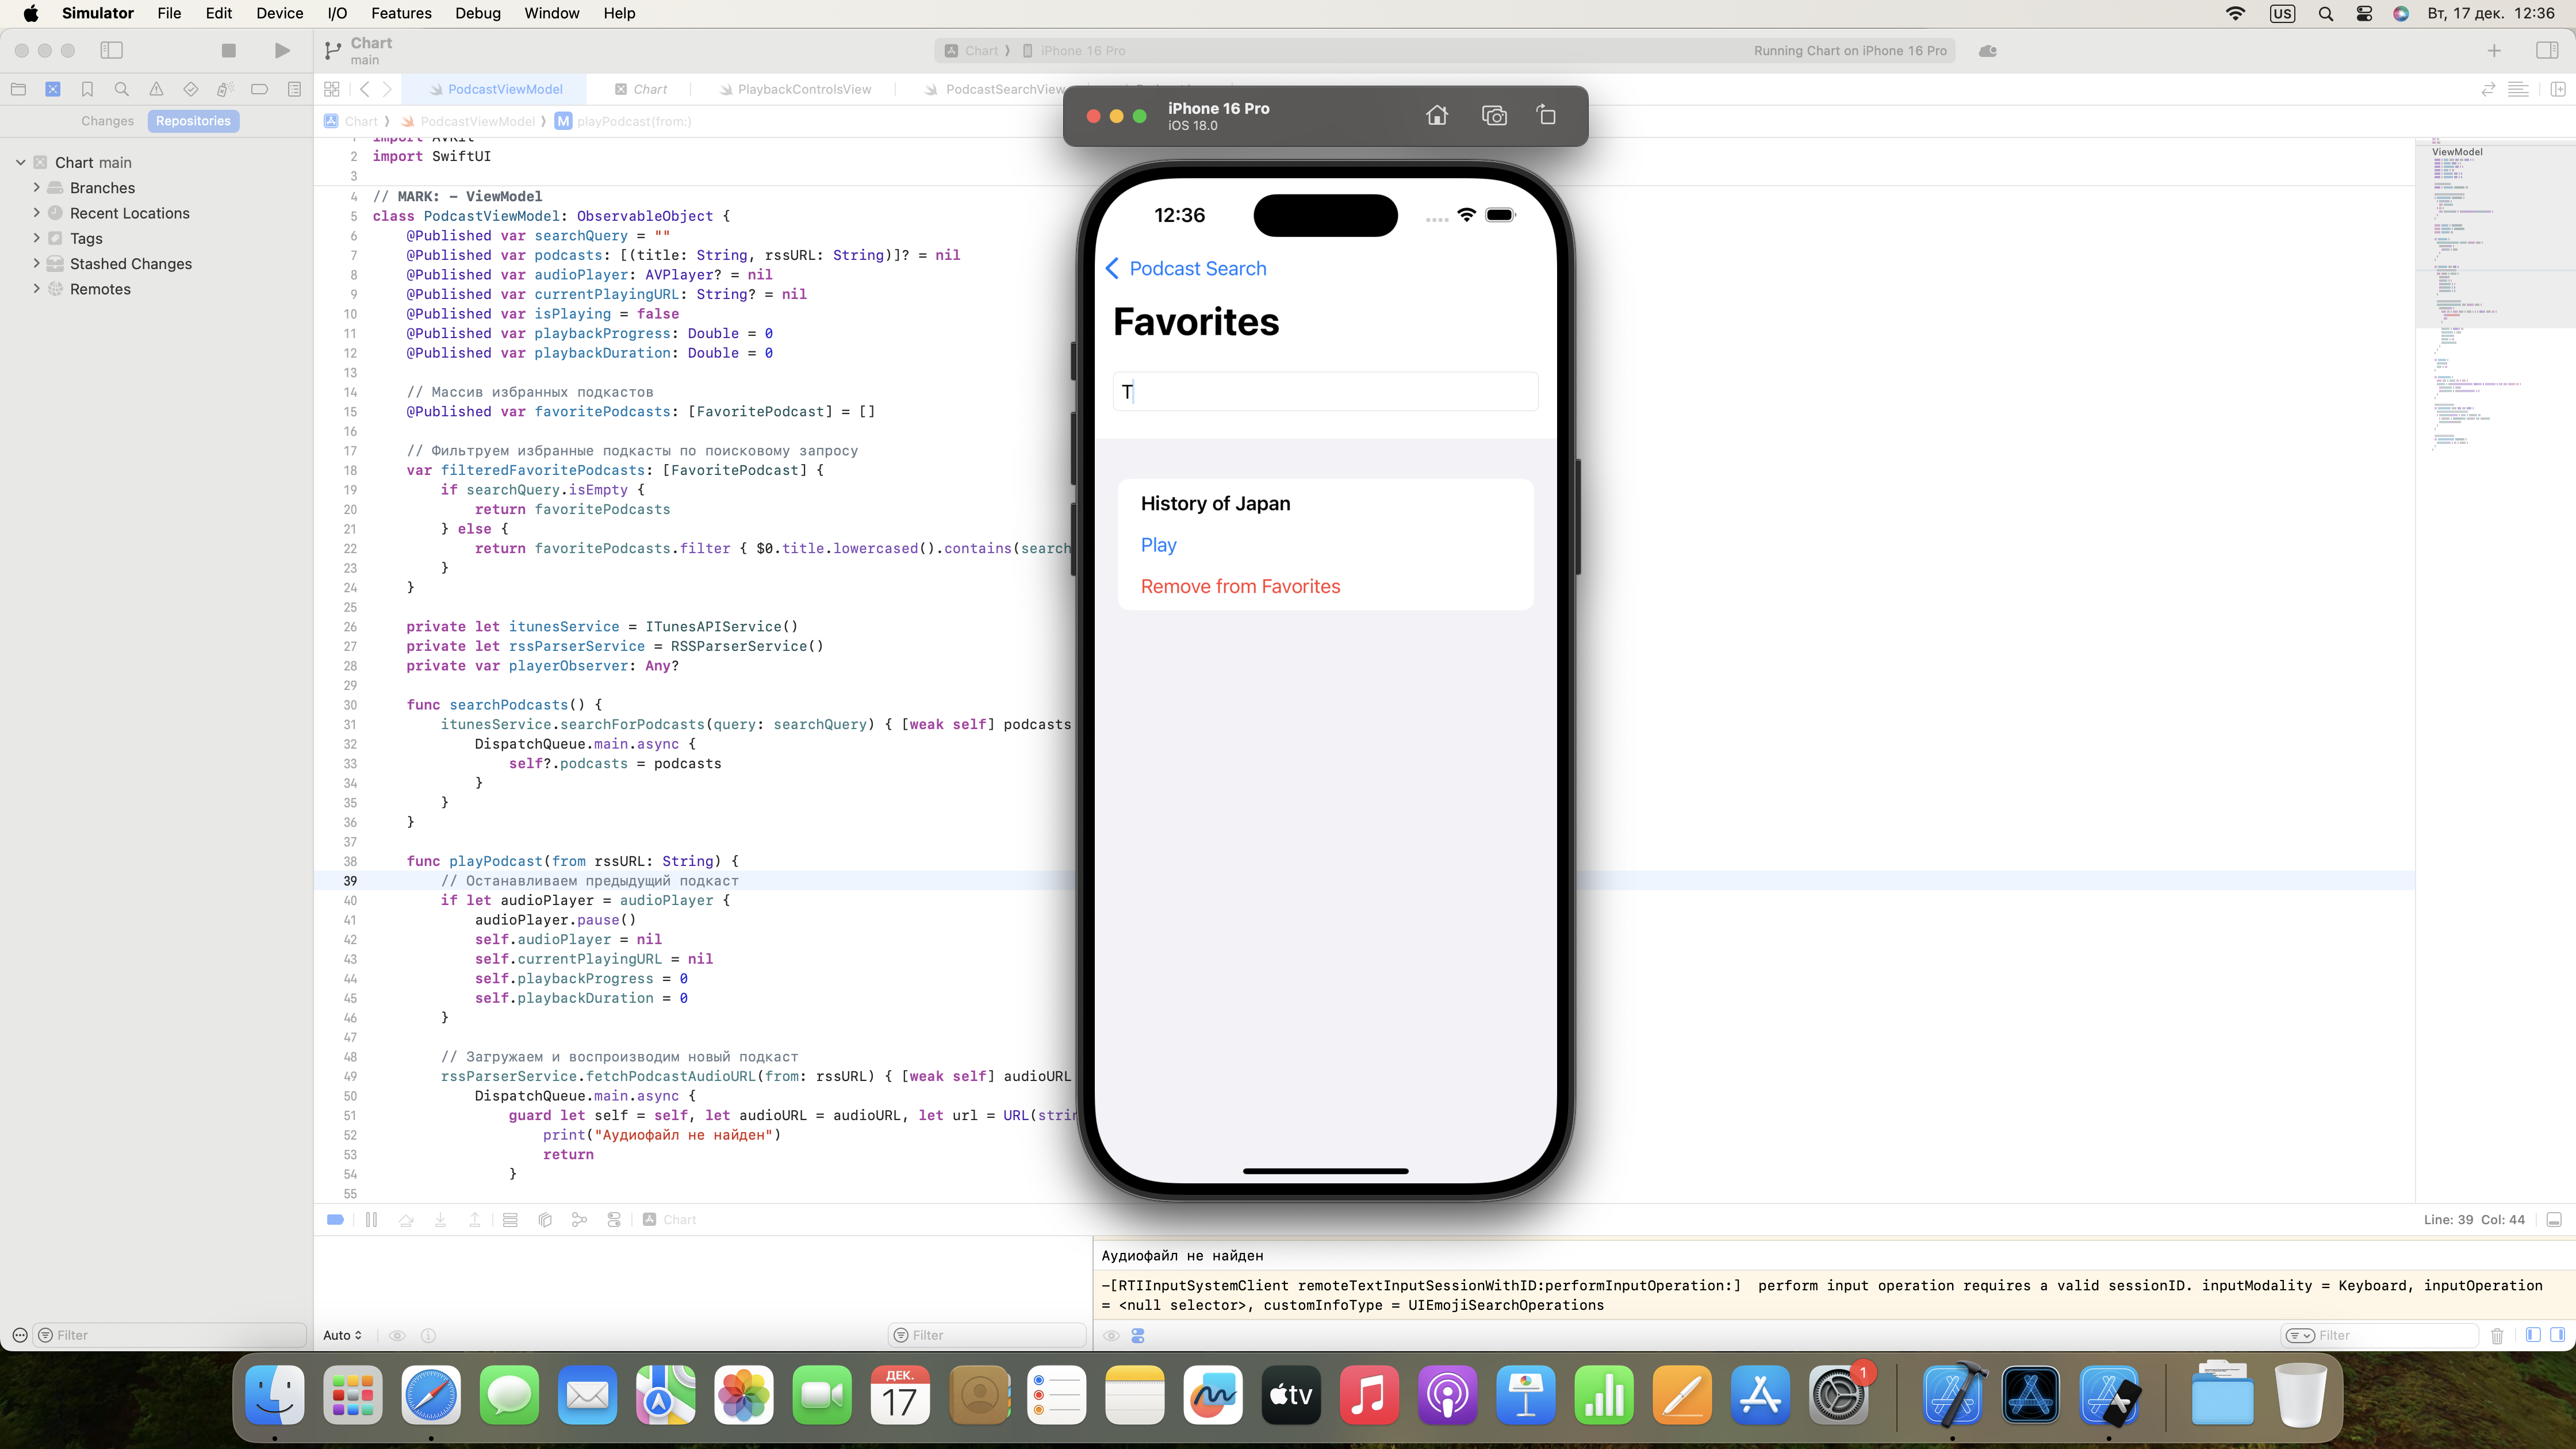 Simulator File Edit Device I/O Features Debug Window Help US Вт, 17 дек. 12:36
Chart
main
Chart iPhone 16 Pro Running Chart on iPhone 16 Pro
PodcastViewModel Chart PlaybackControlsView PodcastSearchView
Changes Repositories
Chart PodcastViewModel M playPodcast(from:)
Chart main
Branches
Recent Locations
Tags
Stashed Changes
Remotes
1 import AVKit
2 import SwiftUI
3
4 // MARK: - ViewModel
5 class PodcastViewModel: ObservableObject {
6 @Published var searchQuery = ""
7 @Published var podcasts: [(title: String, rssURL: String)]? = nil
8 @Published var audioPlayer: AVPlayer? = nil
9 @Published var currentPlayingURL: String? = nil
10 @Published var isPlaying = false
11 @Published var playbackProgress: Double = 0
12 @Published var playbackDuration: Double = 0
13
14 // Массив избранных подкастов
15 @Published var favoritePodcasts: [FavoritePodcast] = []
16
17 // Фильтруем избранные подкасты по поисковому запросу
18 var filteredFavoritePodcasts: [FavoritePodcast] {
19 if searchQuery.isEmpty {
20 return favoritePodcasts
21 } else {
22 return favoritePodcasts.filter { $0.title.lowercased().contains(search
23 }
24 }
25
26 private let itunesService = ITunesAPIService()
27 private let rssParserService = RSSParserService()
28 private var playerObserver: Any?
29
30 func searchPodcasts() {
31 itunesService.searchForPodcasts(query: searchQuery) { [weak self] podcasts
32 DispatchQueue.main.async {
33 self?.podcasts = podcasts
34 }
35 }
36 }
37
38 func playPodcast(from rssURL: String) {
39 // Останавливаем предыдущий подкаст
40 if let audioPlayer = audioPlayer {
41 audioPlayer.pause()
42 self.audioPlayer = nil
43 self.currentPlayingURL = nil
44 self.playbackProgress = 0
45 self.playbackDuration = 0
46 }
47
48 // Загружаем и воспроизводим новый подкаст
49 rssParserService.fetchPodcastAudioURL(from: rssURL) { [weak self] audioURL
50 DispatchQueue.main.async {
51 guard let self = self, let audioURL = audioURL, let url = URL(strin
52 print("Аудиофайл не найден")
53 return
54 }
55
iPhone 16 Pro
iOS 18.0
12:36
Podcast Search
Favorites
T
History of Japan
Play
Remove from Favorites
ViewModel
Chart
Line: 39 Col: 44
Аудиофайл не найден
-[RTIInputSystemClient remoteTextInputSessionWithID:performInputOperation:] perform input operation requires a valid sessionID. inputModality = Keyboard, inputOperation
= <null selector>, customInfoType = UIEmojiSearchOperations
Filter Auto Filter Filter
ДЕК.
17
tv
1